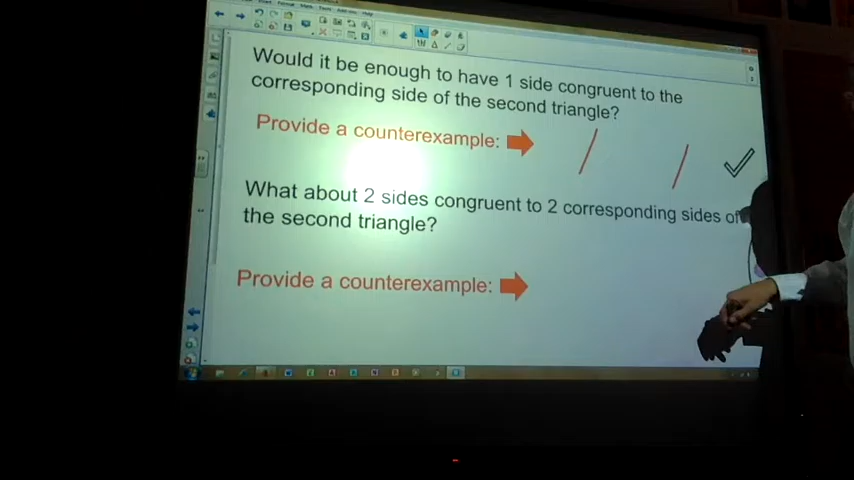 Would it be enough to have 1 side congruent to the
corresponding side of the second triangle?
Provide a counterexample:
What about 2 sides congruent to 2 corresponding sides of
the second triangle?
Provide a counterexample: